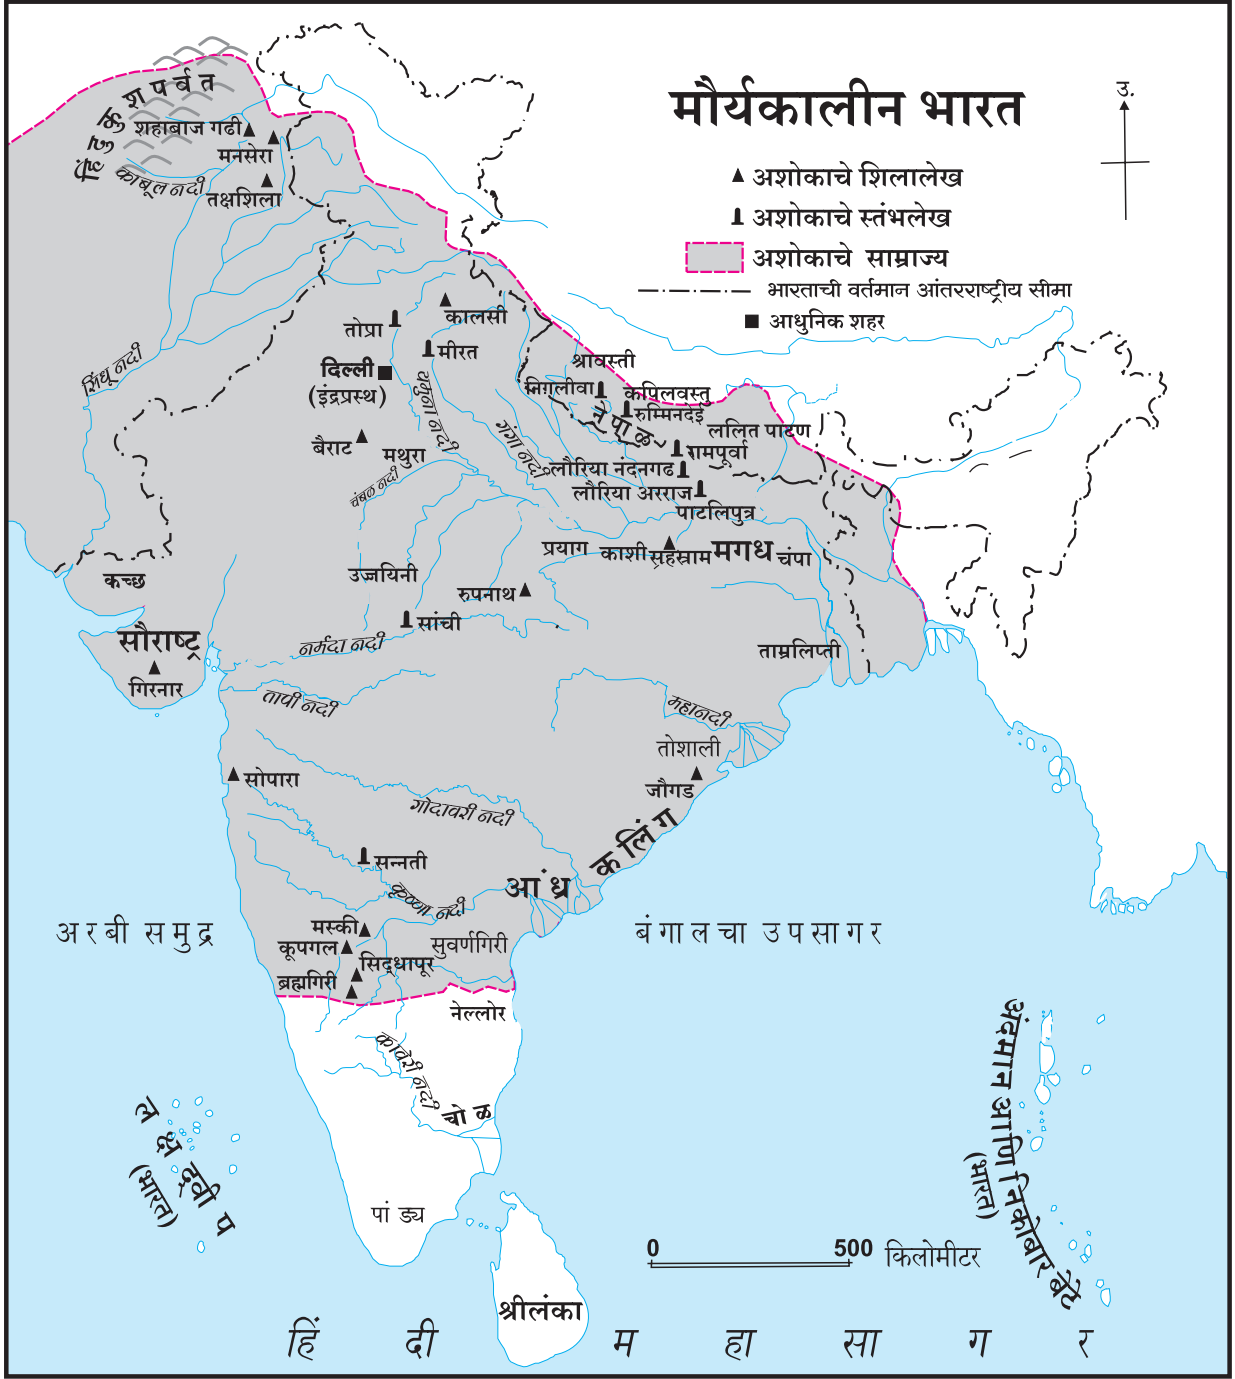 मौर्यकालीन भारत
उ.
अशोकाचे शिलालेख
अशोकाचे स्तंभलेख
अशोकाचे साम्राज्य
भारताची वर्तमान आंतरराष्ट्रीय सीमा
आधुनिक शहर
हिंदुकुश पर्वत
शहाबाज गढी
मनसेरा
काबूल नदी
तक्षशिला
कालसी
तोप्रा
मीरत
सिंधू नदी
दिल्ली
(इंद्रप्रस्थ)
यमुना नदी
श्रावस्ती
निगलीवा
कपिलवस्तु
रुम्मिनदेई
नेपाळ
ललित पाटण
गंगा नदी
रामपूर्वा
बैराट
मथुरा
लौरिया नंदनगढ
चंबळ नदी
लौरिया अरराज
पाटलिपुत्र
प्रयाग
काशी
सहस्राम
मगध
चंपा
कच्छ
उज्जयिनी
रुपनाथ
सांची
सौराष्ट्र
नर्मदा नदी
ताम्रलिप्ती
गिरनार
तापी नदी
महानदी
तोशाली
सोपारा
जौगड
गोदावरी नदी
कलिंग
सन्नती
आंध्र
कृष्णा नदी
अरबी समुद्र
बंगालचा उपसागर
मस्की
कूपगल
सुवर्णगिरी
सिद्धापूर
ब्रह्मगिरी
नेल्लोर
कावेरी नदी
चोळ
अंदमान आणि निकोबार बेटे
(भारत)
लक्षद्वीप
(भारत)
पांड्य
0 500 किलोमीटर
श्रीलंका
हिंदी महासागर